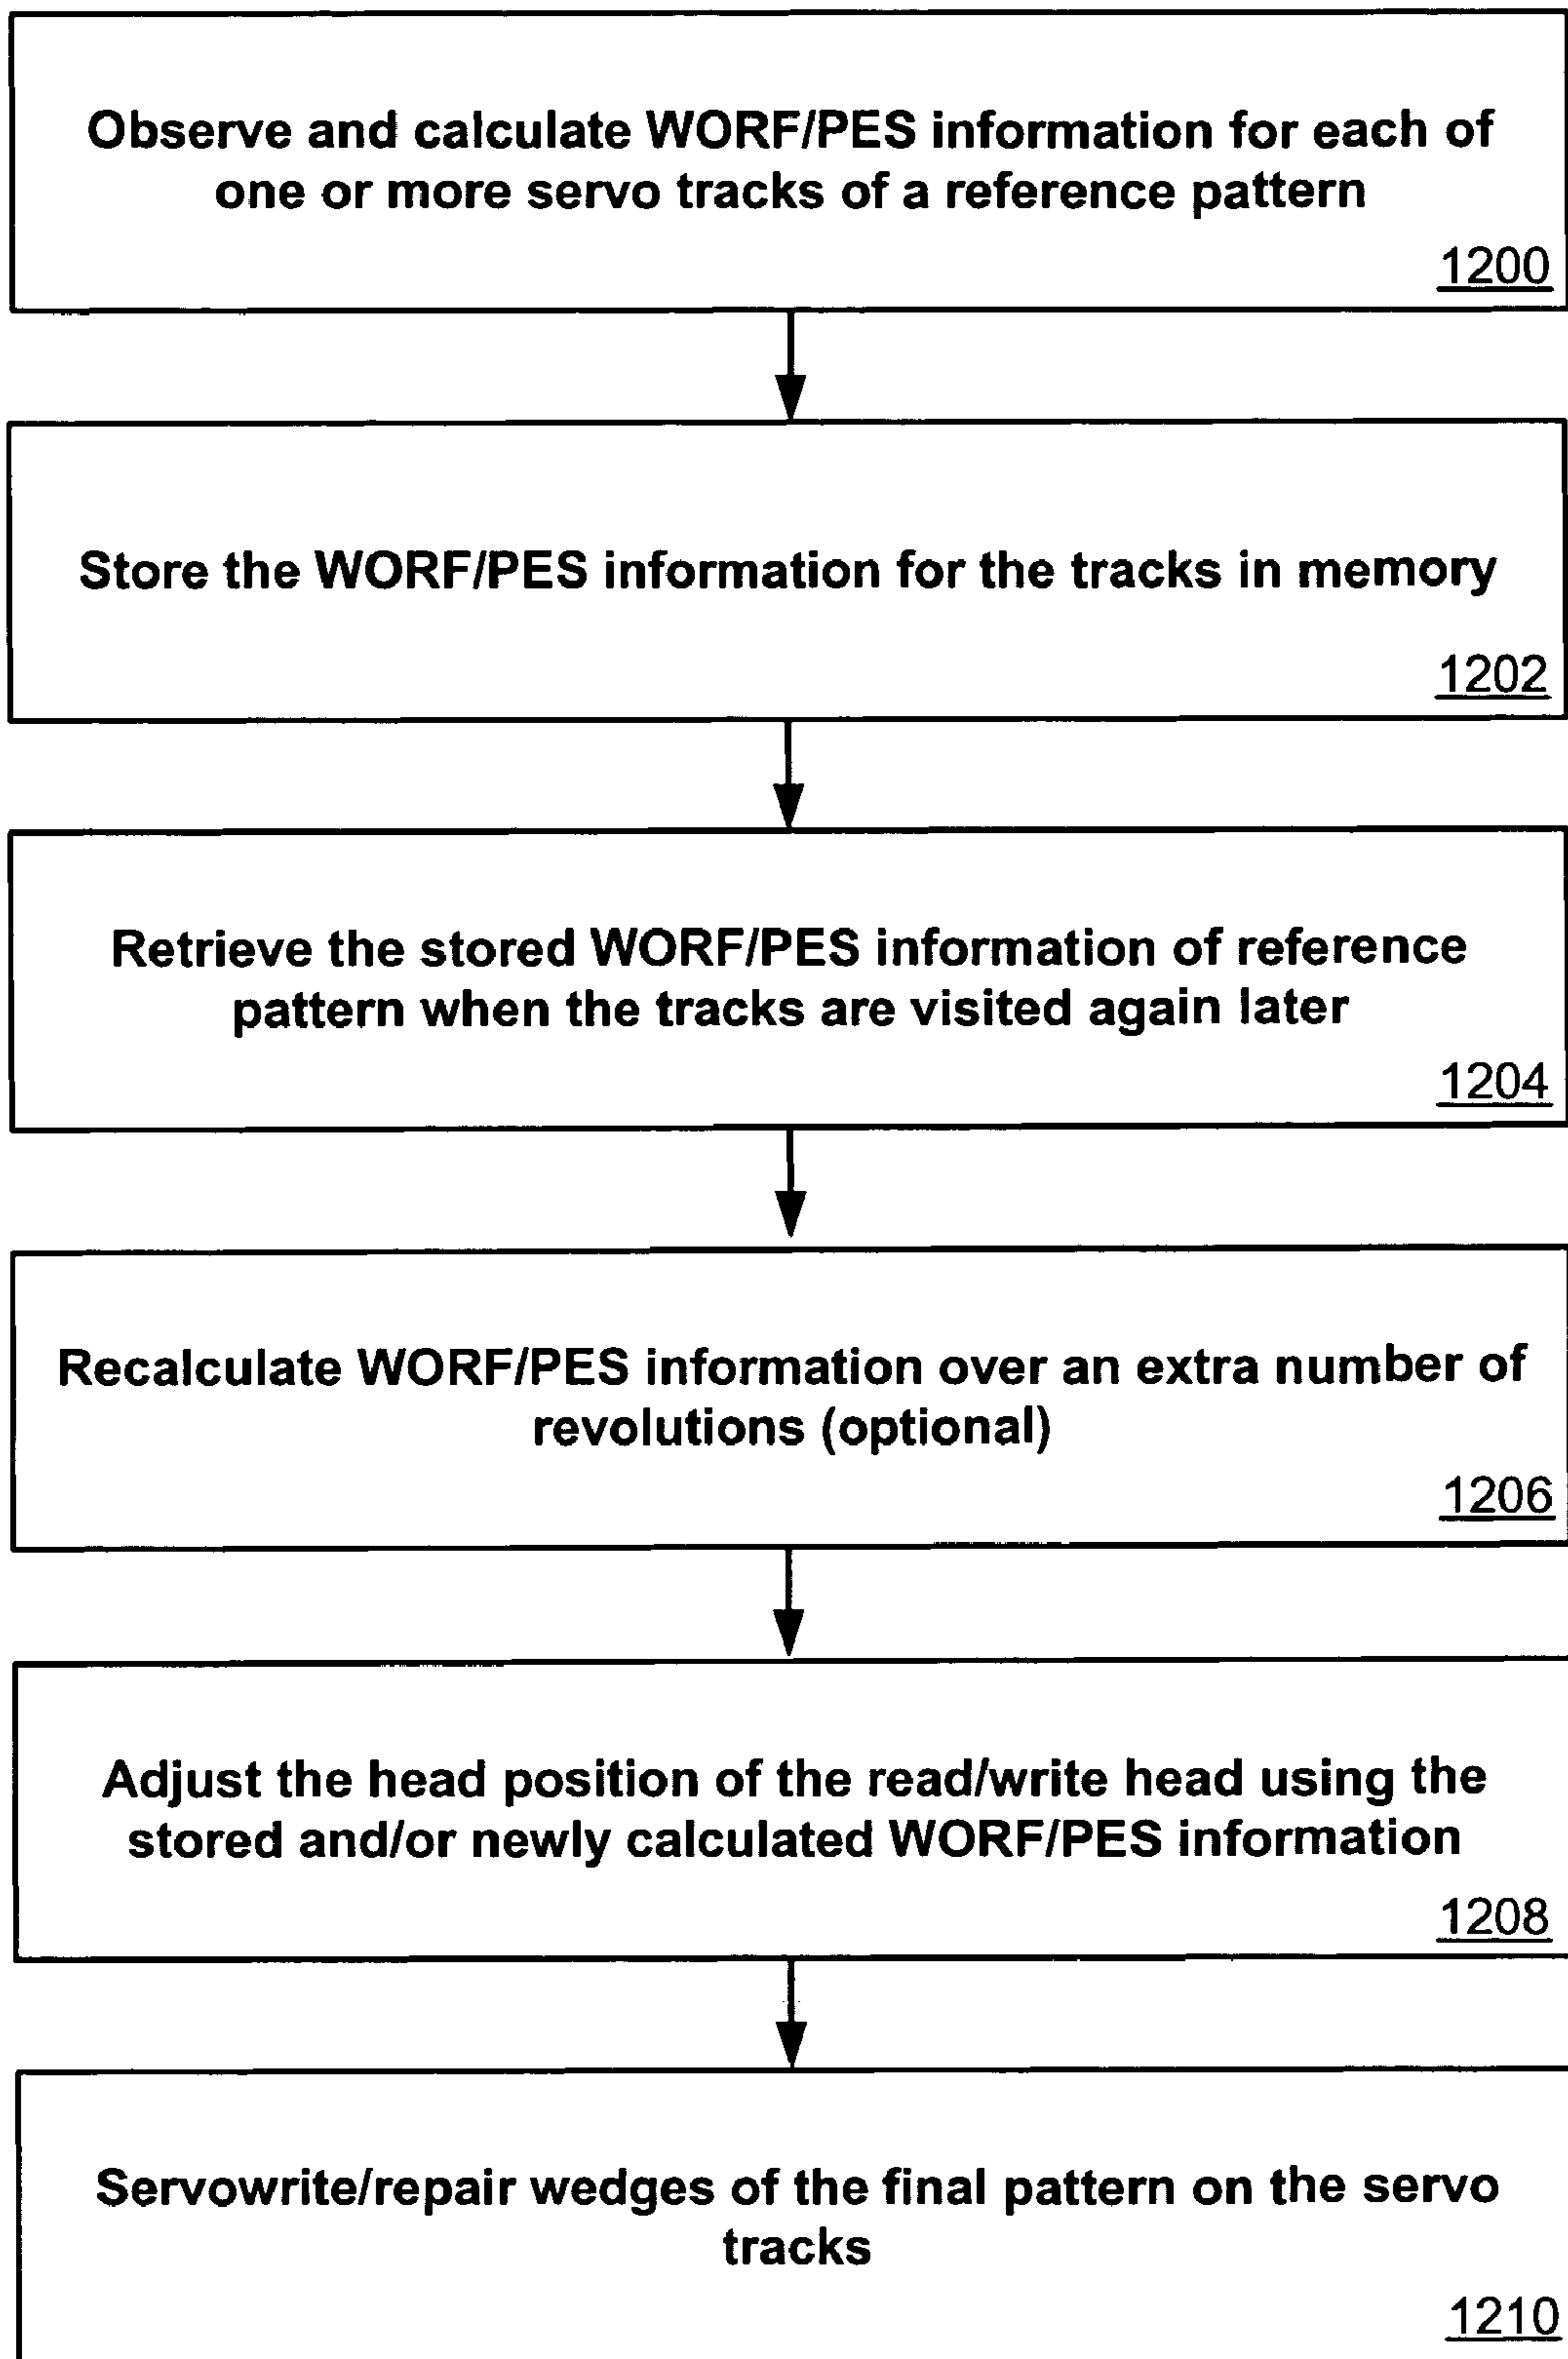 Observe and calculate WORF/PES information for each of
one or more servo tracks of a reference pattern
1200
Store the WORF/PES information for the tracks in memory
1202
Retrieve the stored WORF/PES information of reference
pattern when the tracks are visited again later
1204
Recalculate WORF/PES information over an extra number of
revolutions (optional)
1206
Adjust the head position of the read/write head using the
stored and/or newly calculated WORF/PES information
1208
Servowrite/repair wedges of the final pattern on the servo
tracks
1210